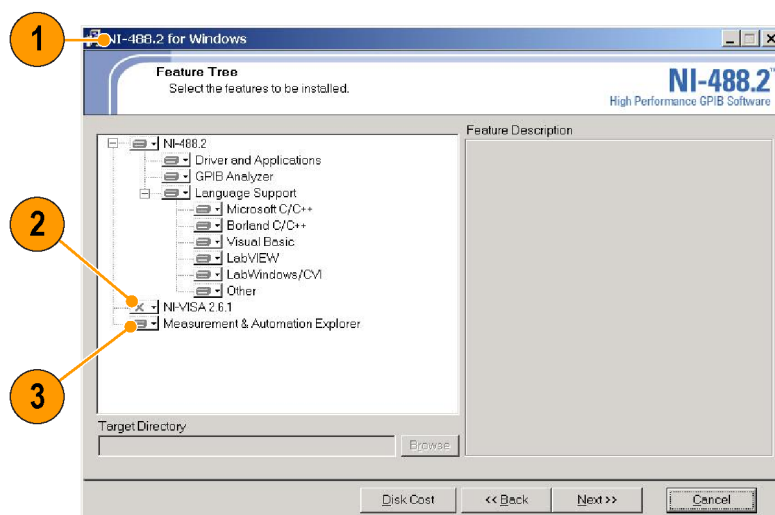 1
NI-488.2 for Windows
Feature Tree
Select the features to be installed.
NI-488.2™
High Performance GPIB Software
Feature Description
NI-488.2
Driver and Applications
GPIB Analyzer
Language Support
Microsoft C/C++
Borland C/C++
2
Visual Basic
LabVIEW
LabWindows/CVI
Other
NI-VISA 2.6.1
Measurement & Automation Explorer
3
Target Directory
Browse
Disk Cost
<< Back
Next >>
Cancel